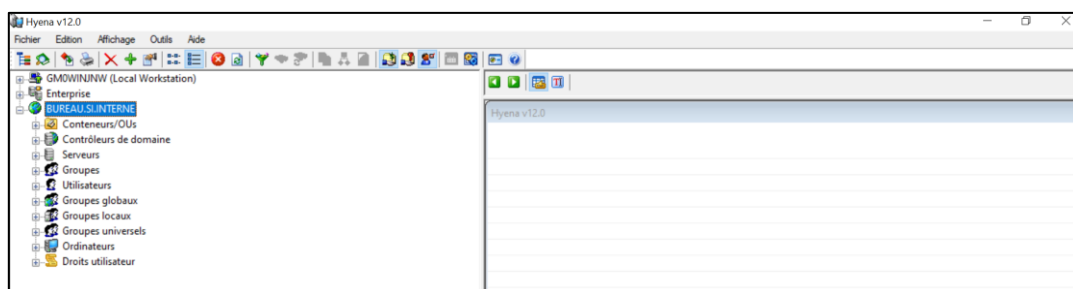 Hyena v12.0
Fichier Edition Affichage Outils Aide
GM0WINJNW (Local Workstation)
Enterprise
BUREAU.SI.INTERNE
Conteneurs/OUs
Contrôleurs de domaine
Serveurs
Groupes
Utilisateurs
Groupes globaux
Groupes locaux
Groupes universels
Ordinateurs
Droits utilisateur
Hyena v12.0